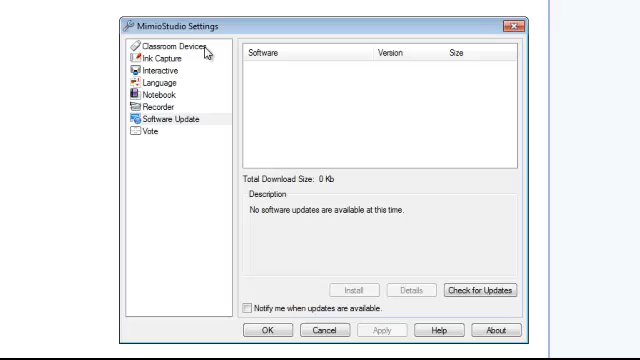 MimioStudio Settings
Classroom Devices
Ink Capture
Interactive
Language
Notebook
Recorder
Software Update
Vote
Software Version Size
Total Download Size: 0 Kb
Description
No software updates are available at this time.
Install Details Check for Updates
Notify me when updates are available.
OK Cancel Apply Help About